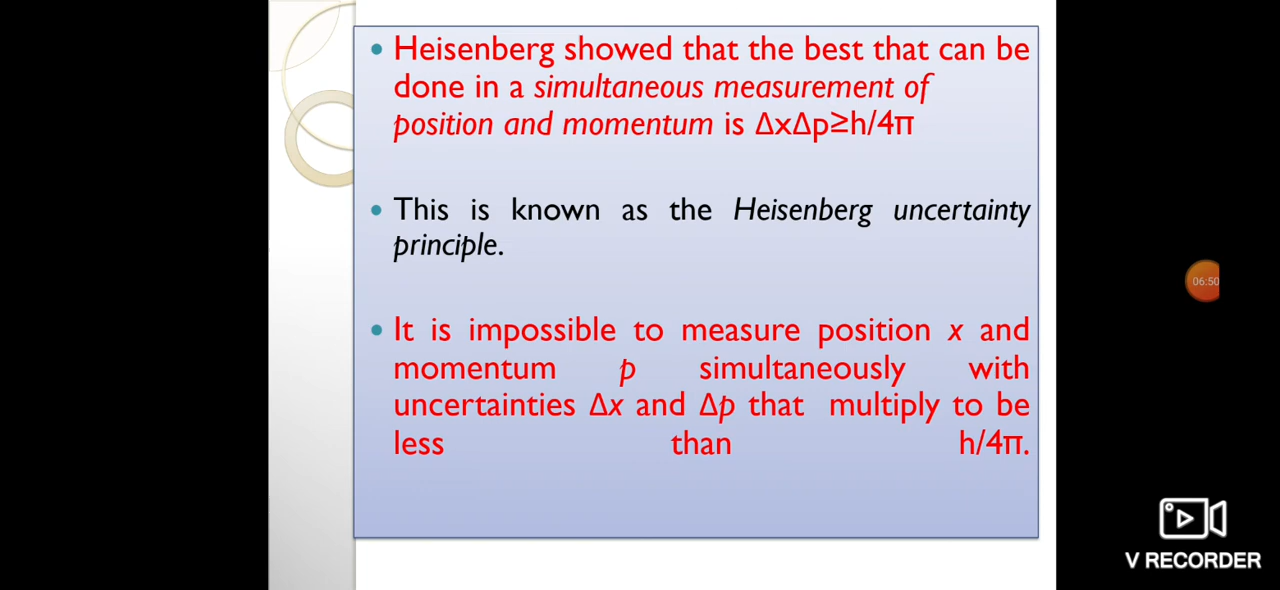 • Heisenberg showed that the best that can be
done in a simultaneous measurement of
position and momentum is ΔxΔp≥h/4π
• This is known as the Heisenberg uncertainty
principle.
• It is impossible to measure position x and
momentum p simultaneously with
uncertainties Δx and Δp that multiply to be
less than h/4π.
06:50
V RECORDER